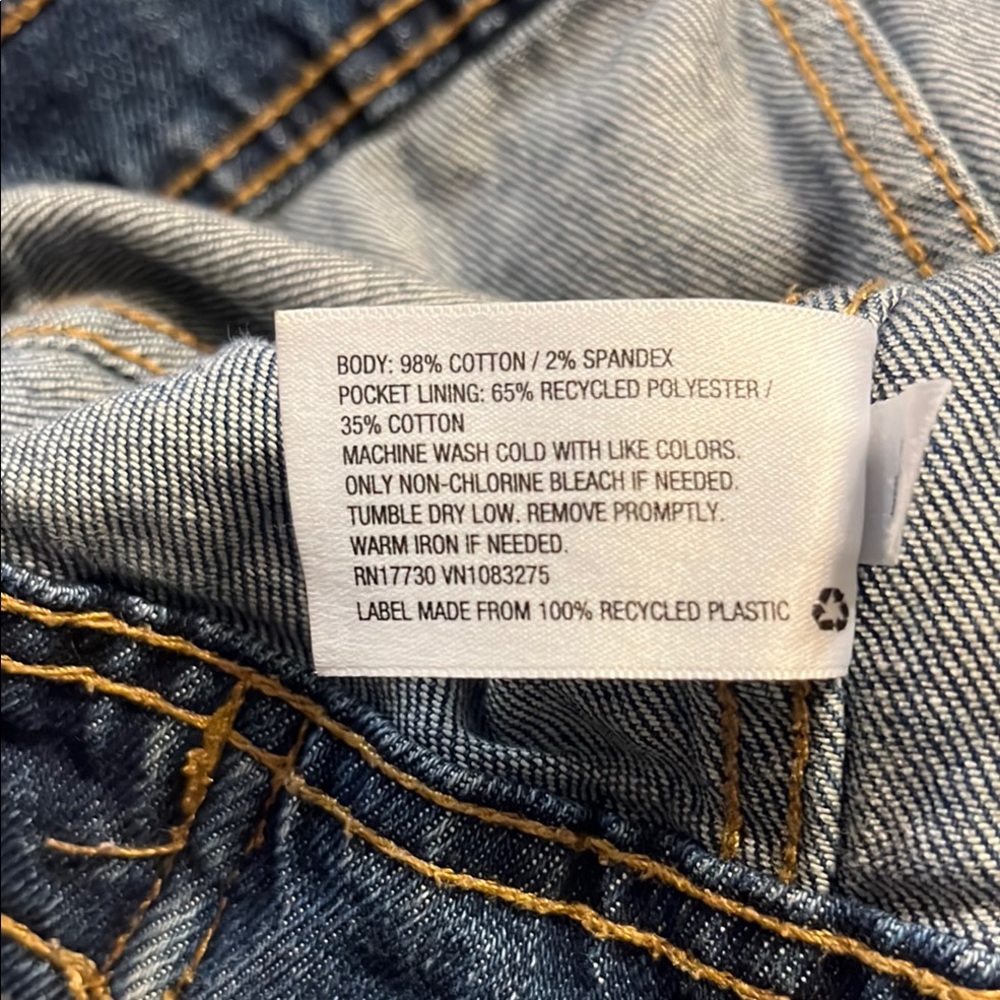 BODY: 98% COTTON / 2% SPANDEX
POCKET LINING: 65% RECYCLED POLYESTER /
35% COTTON
MACHINE WASH COLD WITH LIKE COLORS.
ONLY NON-CHLORINE BLEACH IF NEEDED.
TUMBLE DRY LOW. REMOVE PROMPTLY.
WARM IRON IF NEEDED.
RN17730 VN1083275
LABEL MADE FROM 100% RECYCLED PLASTIC